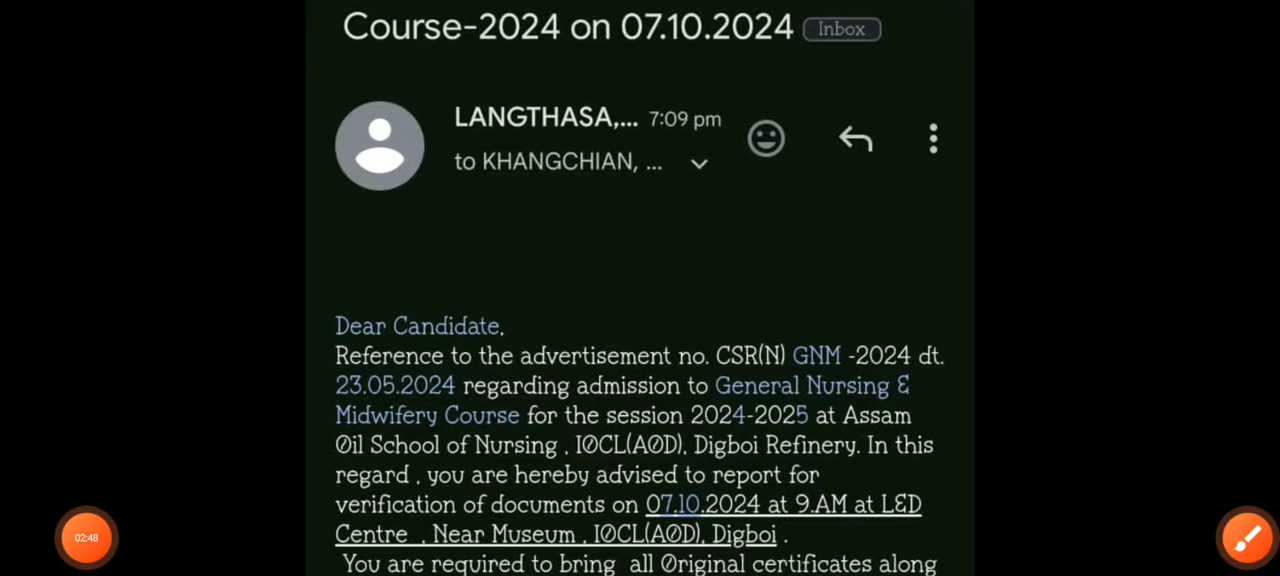 Course-2024 on 07.10.2024 Inbox
LANGTHASA,... 7:09 pm
to KHANGCHIAN, ...
Dear Candidate,
Reference to the advertisement no. CSR(N) GNM -2024 dt.
23.05.2024 regarding admission to General Nursing &
Midwifery Course for the session 2024-2025 at Assam
Oil School of Nursing , IOCL(AOD), Digboi Refinery. In this
regard , you are hereby advised to report for
verification of documents on 07.10.2024 at 9.AM at LED
Centre , Near Museum , IOCL(AOD), Digboi .
You are required to bring all Original certificates along
02:48